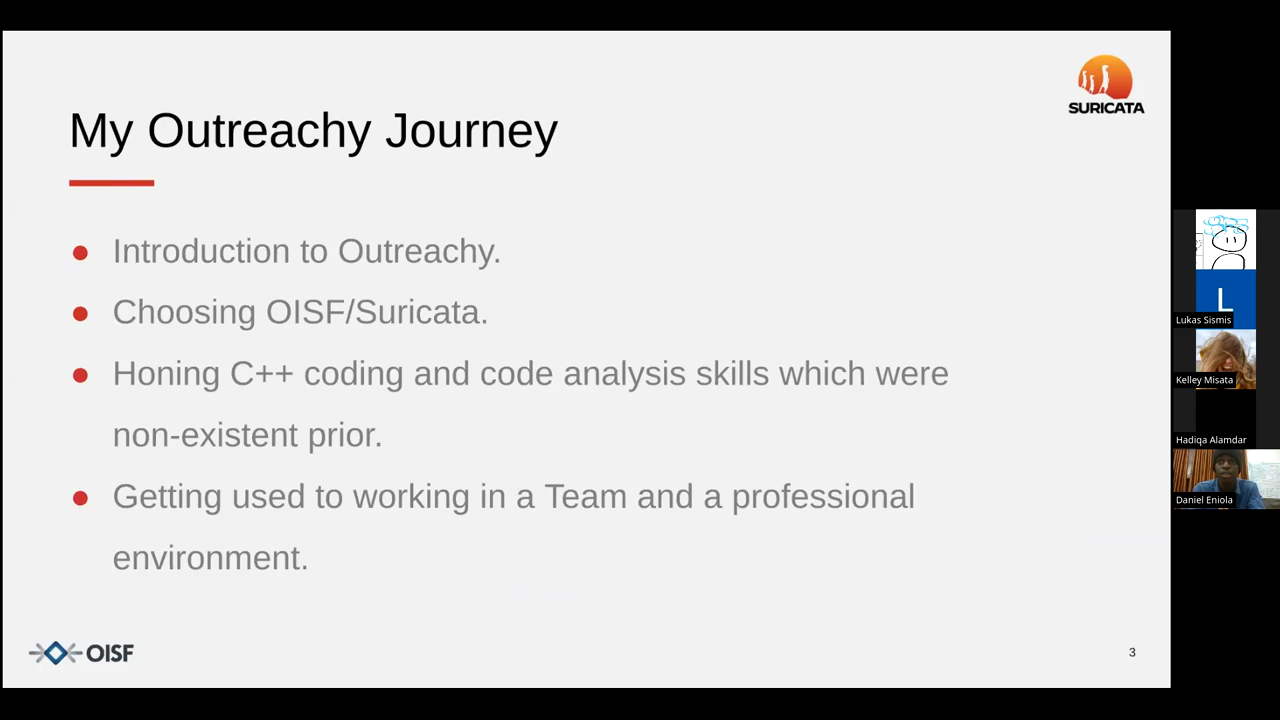 SURICATA
My Outreachy Journey
● Introduction to Outreachy.
● Choosing OISF/Suricata.
● Honing C++ coding and code analysis skills which were
non-existent prior.
● Getting used to working in a Team and a professional
environment.
OISF
3
L
Lukas Sismis
Kelley Misata
Hadiqa Alamdar
Daniel Eniola